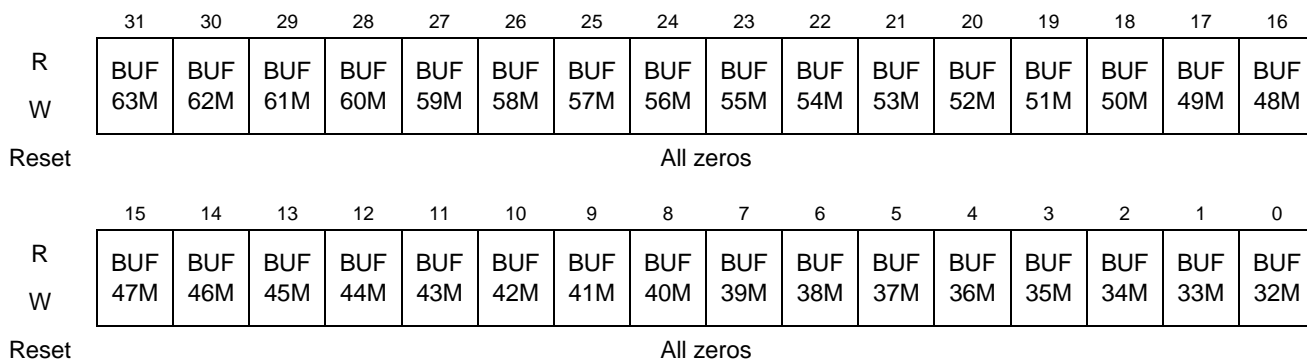 31 30 29 28 27 26 25 24 23 22 21 20 19 18 17 16
R BUF BUF BUF BUF BUF BUF BUF BUF BUF BUF BUF BUF BUF BUF BUF BUF
W 63M 62M 61M 60M 59M 58M 57M 56M 55M 54M 53M 52M 51M 50M 49M 48M
Reset All zeros
15 14 13 12 11 10 9 8 7 6 5 4 3 2 1 0
R BUF BUF BUF BUF BUF BUF BUF BUF BUF BUF BUF BUF BUF BUF BUF BUF
W 47M 46M 45M 44M 43M 42M 41M 40M 39M 38M 37M 36M 35M 34M 33M 32M
Reset All zeros